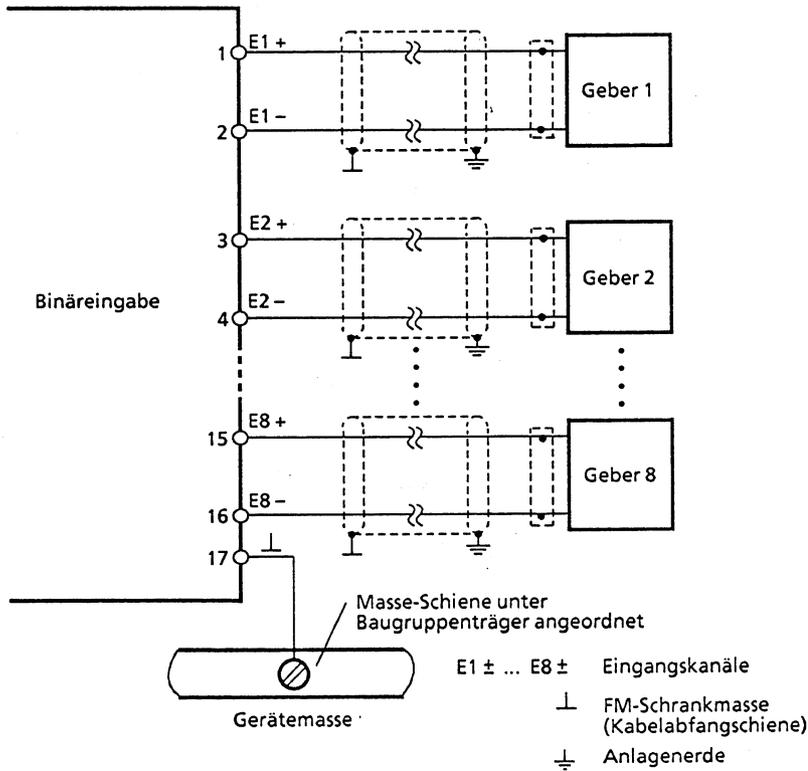 1 E1 +
Geber 1
2 E1 –
3 E2 +
Geber 2
Binäreingabe
4 E2 –
15 E8 +
Geber 8
16 E8 –
17
Masse-Schiene unter
Baugruppenträger angeordnet
E1 ± ... E8 ± Eingangskanäle
FM-Schrankmasse
(Kabelabfangschiene)
Gerätemasse
Anlagenerde